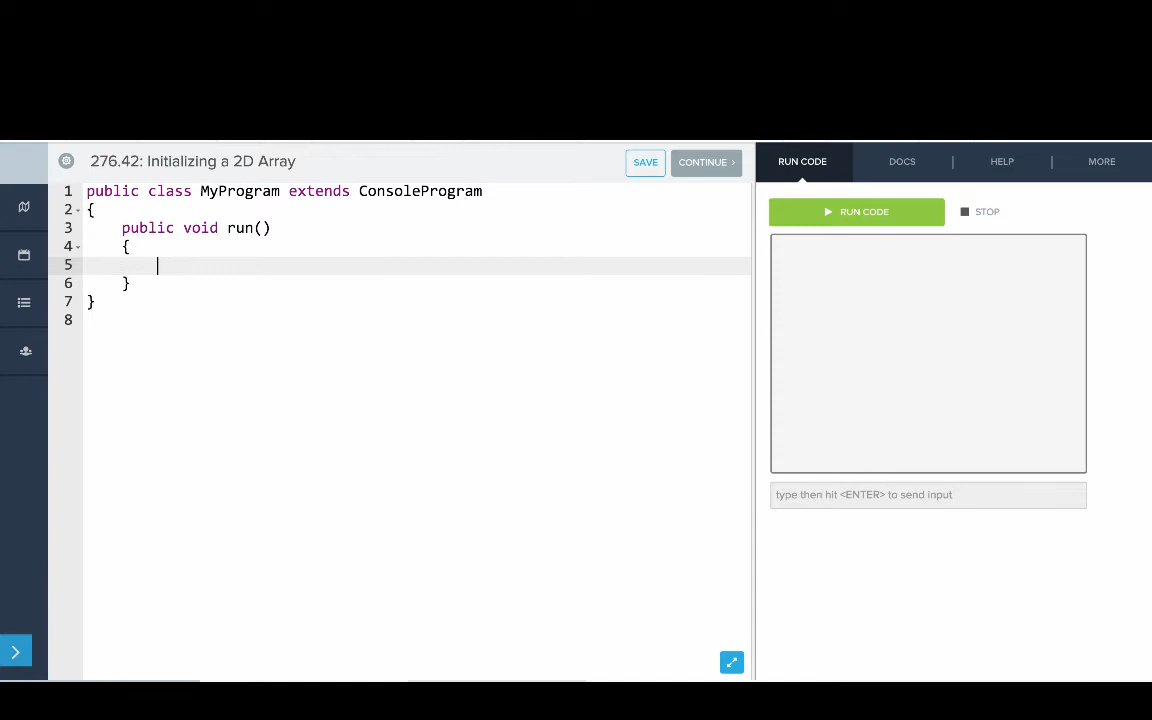 276.42: Initializing a 2D Array
SAVE
CONTINUE >
RUN CODE
DOCS
HELP
MORE
1 public class MyProgram extends ConsoleProgram
2 {
3     public void run()
4     {
5
6     }
7 }
8
RUN CODE
STOP
type then hit <ENTER> to send input